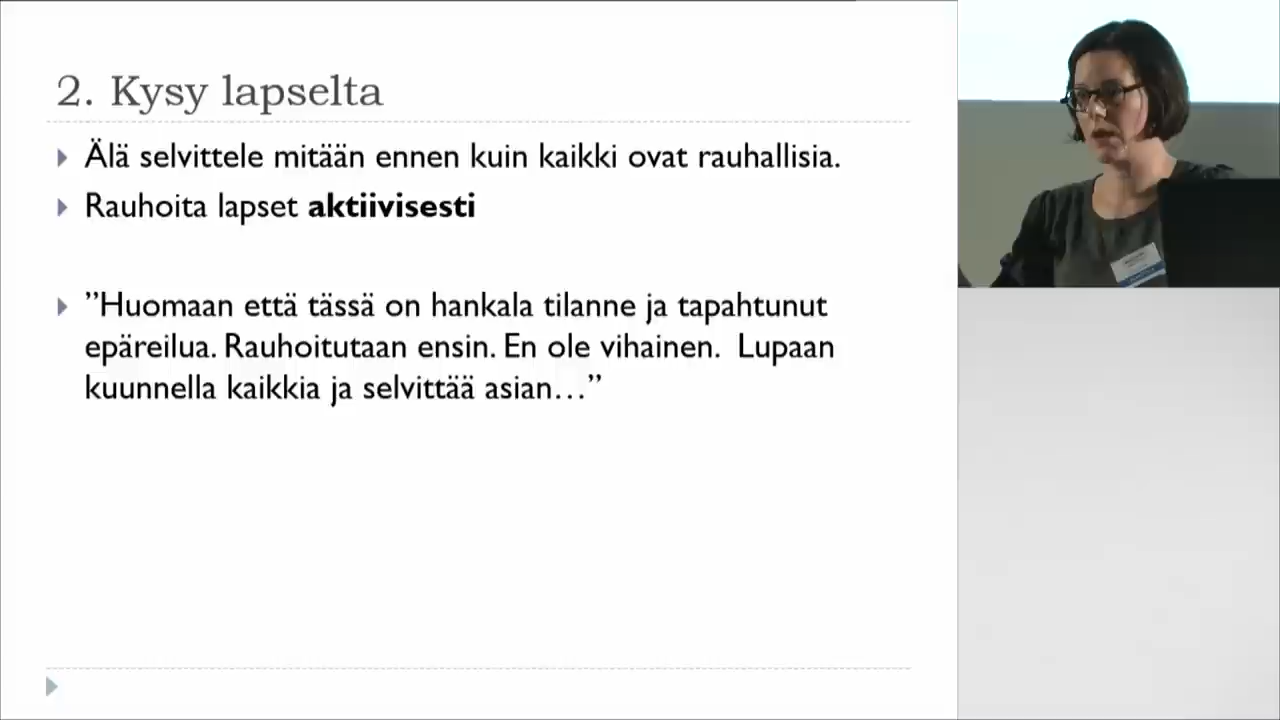 2. Kysy lapselta
Älä selvittele mitään ennen kuin kaikki ovat rauhallisia.
Rauhoita lapset aktiivisesti
”Huomaan että tässä on hankala tilanne ja tapahtunut
epäreilua. Rauhoitutaan ensin. En ole vihainen.  Lupaan
kuunnella kaikkia ja selvittää asian…”